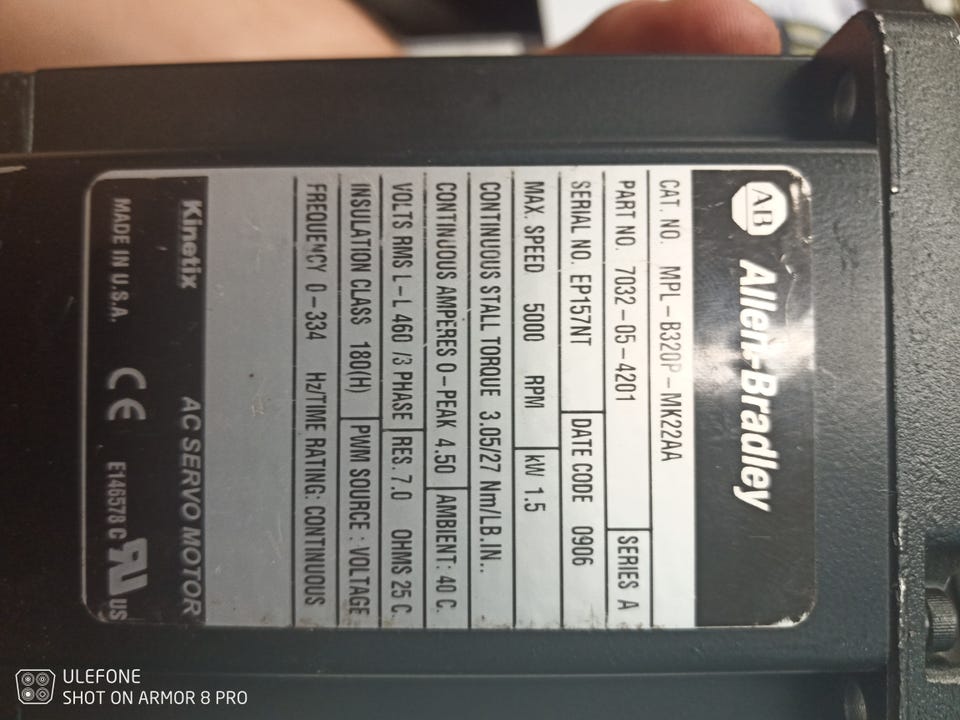 AB Allen-Bradley
CAT. NO. MPL-B320P-MK22AA
PART NO. 7032-05-4201 SERIES A
SERIAL NO. EP157NT DATE CODE 0906
MAX. SPEED 5000 RPM kW 1.5
CONTINUOUS STALL TORQUE 3.05/27 Nm/LB.IN..
CONTINUOUS AMPERES O-PEAK 4.50 AMBIENT: 40 C.
VOLTS RMS L-L 460 /3 PHASE RES. 7.0 OHMS 25 C
INSULATION CLASS 180(H) PWM SOURCE : VOLTAGE
FREQUENCY 0-334 Hz/TIME RATING: CONTINUOUS
Kinetix AC SERVO MOTOR
MADE IN U.S.A. CE E146578 C UR US
ULEFONE
SHOT ON ARMOR 8 PRO